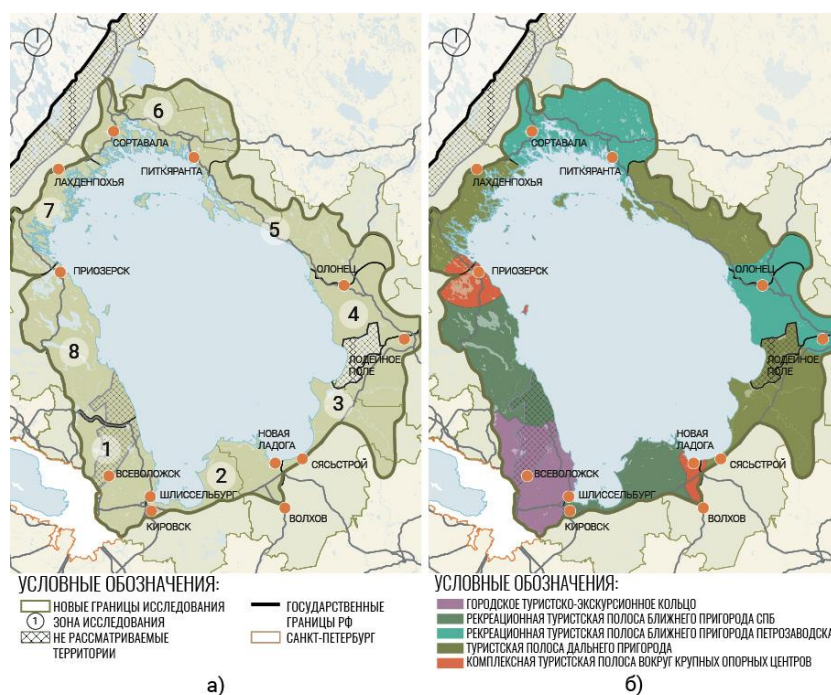 6
СОРТАВАЛА
ПИТКЯРАНТА
ЛАХДЕНПОХЬЯ
7
5
ПРИОЗЕРСК
ОЛОНЕЦ
4
8
ЛОДЕЙНОЕ
ПОЛЕ
3
НОВАЯ
ЛАДОГА
1
2
СЯСЬСТРОЙ
ВСЕВОЛОЖСК
ШЛИССЕЛЬБУРГ
КИРОВСК
ВОЛХОВ
УСЛОВНЫЕ ОБОЗНАЧЕНИЯ:
НОВЫЕ ГРАНИЦЫ ИССЛЕДОВАНИЯ
1 ЗОНА ИССЛЕДОВАНИЯ
НЕ РАССМАТРИВАЕМЫЕ
ТЕРРИТОРИИ
ГОСУДАРСТВЕННЫЕ
ГРАНИЦЫ РФ
САНКТ-ПЕТЕРБУРГ
а)
СОРТАВАЛА
ПИТКЯРАНТА
ЛАХДЕНПОХЬЯ
ПРИОЗЕРСК
ОЛОНЕЦ
ЛОДЕЙНОЕ
ПОЛЕ
НОВАЯ
ЛАДОГА
СЯСЬСТРОЙ
ВСЕВОЛОЖСК
ШЛИССЕЛЬБУРГ
КИРОВСК
ВОЛХОВ
УСЛОВНЫЕ ОБОЗНАЧЕНИЯ:
ГОРОДСКОЕ ТУРИСТСКО-ЭКСКУРСИОННОЕ КОЛЬЦО
РЕКРЕАЦИОННАЯ ТУРИСТСКАЯ ПОЛОСА БЛИЖНЕГО ПРИГОРОДА СПБ
РЕКРЕАЦИОННАЯ ТУРИСТСКАЯ ПОЛОСА БЛИЖНЕГО ПРИГОРОДА ПЕТРОЗАВОДСКА
ТУРИСТСКАЯ ПОЛОСА ДАЛЬНЕГО ПРИГОРОДА
КОМПЛЕКСНАЯ ТУРИСТСКАЯ ПОЛОСА ВОКРУГ КРУПНЫХ ОПОРНЫХ ЦЕНТРОВ
б)